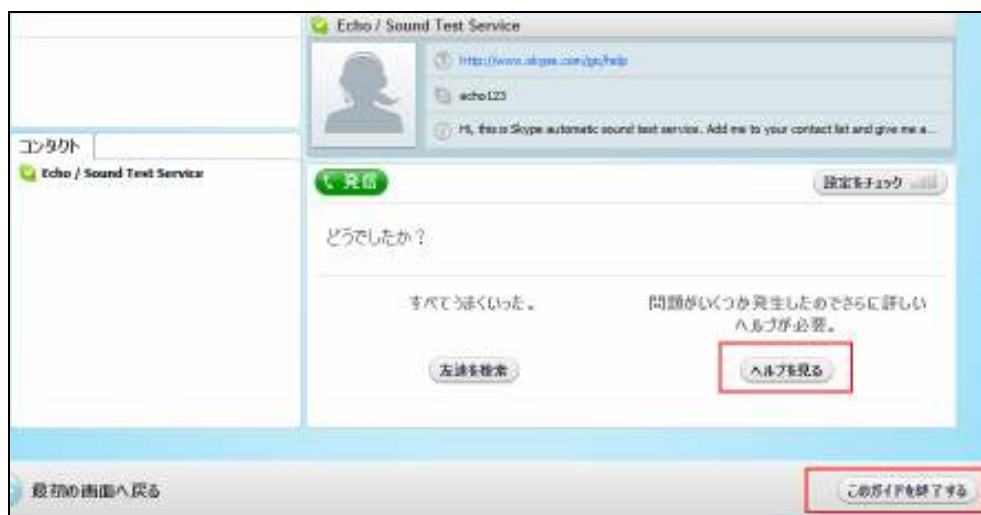 Echo / Sound Test Service
http://www.skype.com/go/help
echo123
Hi, this is Skype automatic sound test service. Add me to your contact list and give me a...
コンタクト
Echo / Sound Test Service
発信
設定をチェック
どうでしたか？
すべてうまくいった。
問題がいくつか発生したのでさらに詳しい
ヘルプが必要。
友達を検索
ヘルプを見る
最初の画面へ戻る
このガイドを終了する